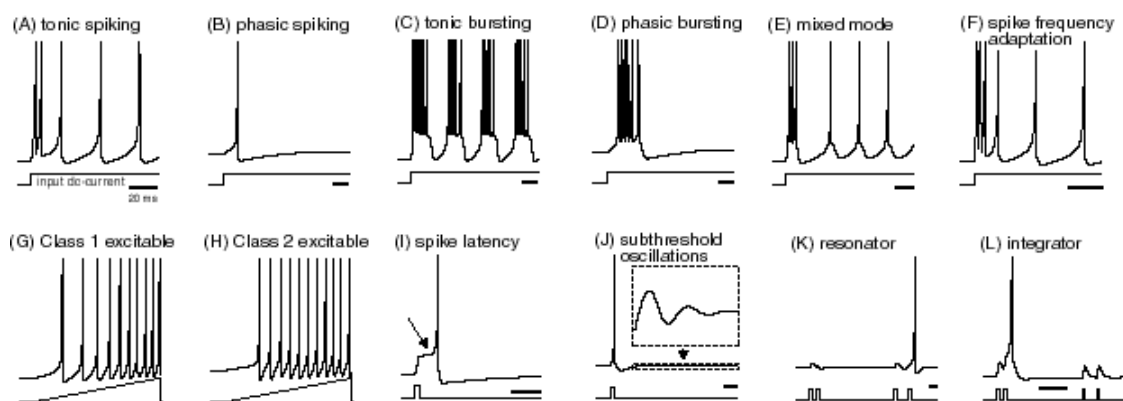 (A) tonic spiking
(B) phasic spiking
(C) tonic bursting
(D) phasic bursting
(E) mixed mode
(F) spike frequency
adaptation
input dc-current
20 ms
(G) Class 1 excitable
(H) Class 2 excitable
(I) spike latency
(J) subthreshold
oscillations
(K) resonator
(L) integrator